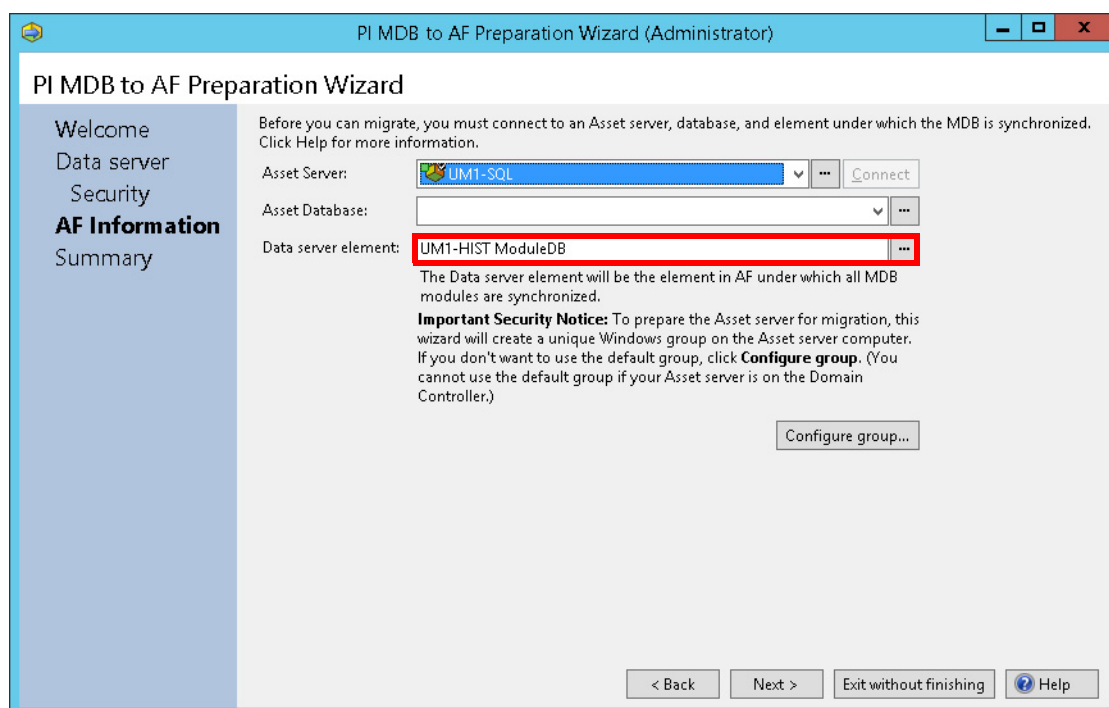 PI MDB to AF Preparation Wizard (Administrator)
PI MDB to AF Preparation Wizard
Welcome
Data server
Security
AF Information
Summary
Before you can migrate, you must connect to an Asset server, database, and element under which the MDB is synchronized.
Click Help for more information.
Asset Server:
UM1-SQL
...
Connect
Asset Database:
...
Data server element:
UM1-HIST ModuleDB
...
The Data server element will be the element in AF under which all MDB
modules are synchronized.
Important Security Notice: To prepare the Asset server for migration, this
wizard will create a unique Windows group on the Asset server computer.
If you don't want to use the default group, click Configure group. (You
cannot use the default group if your Asset server is on the Domain
Controller.)
Configure group...
< Back
Next >
Exit without finishing
Help